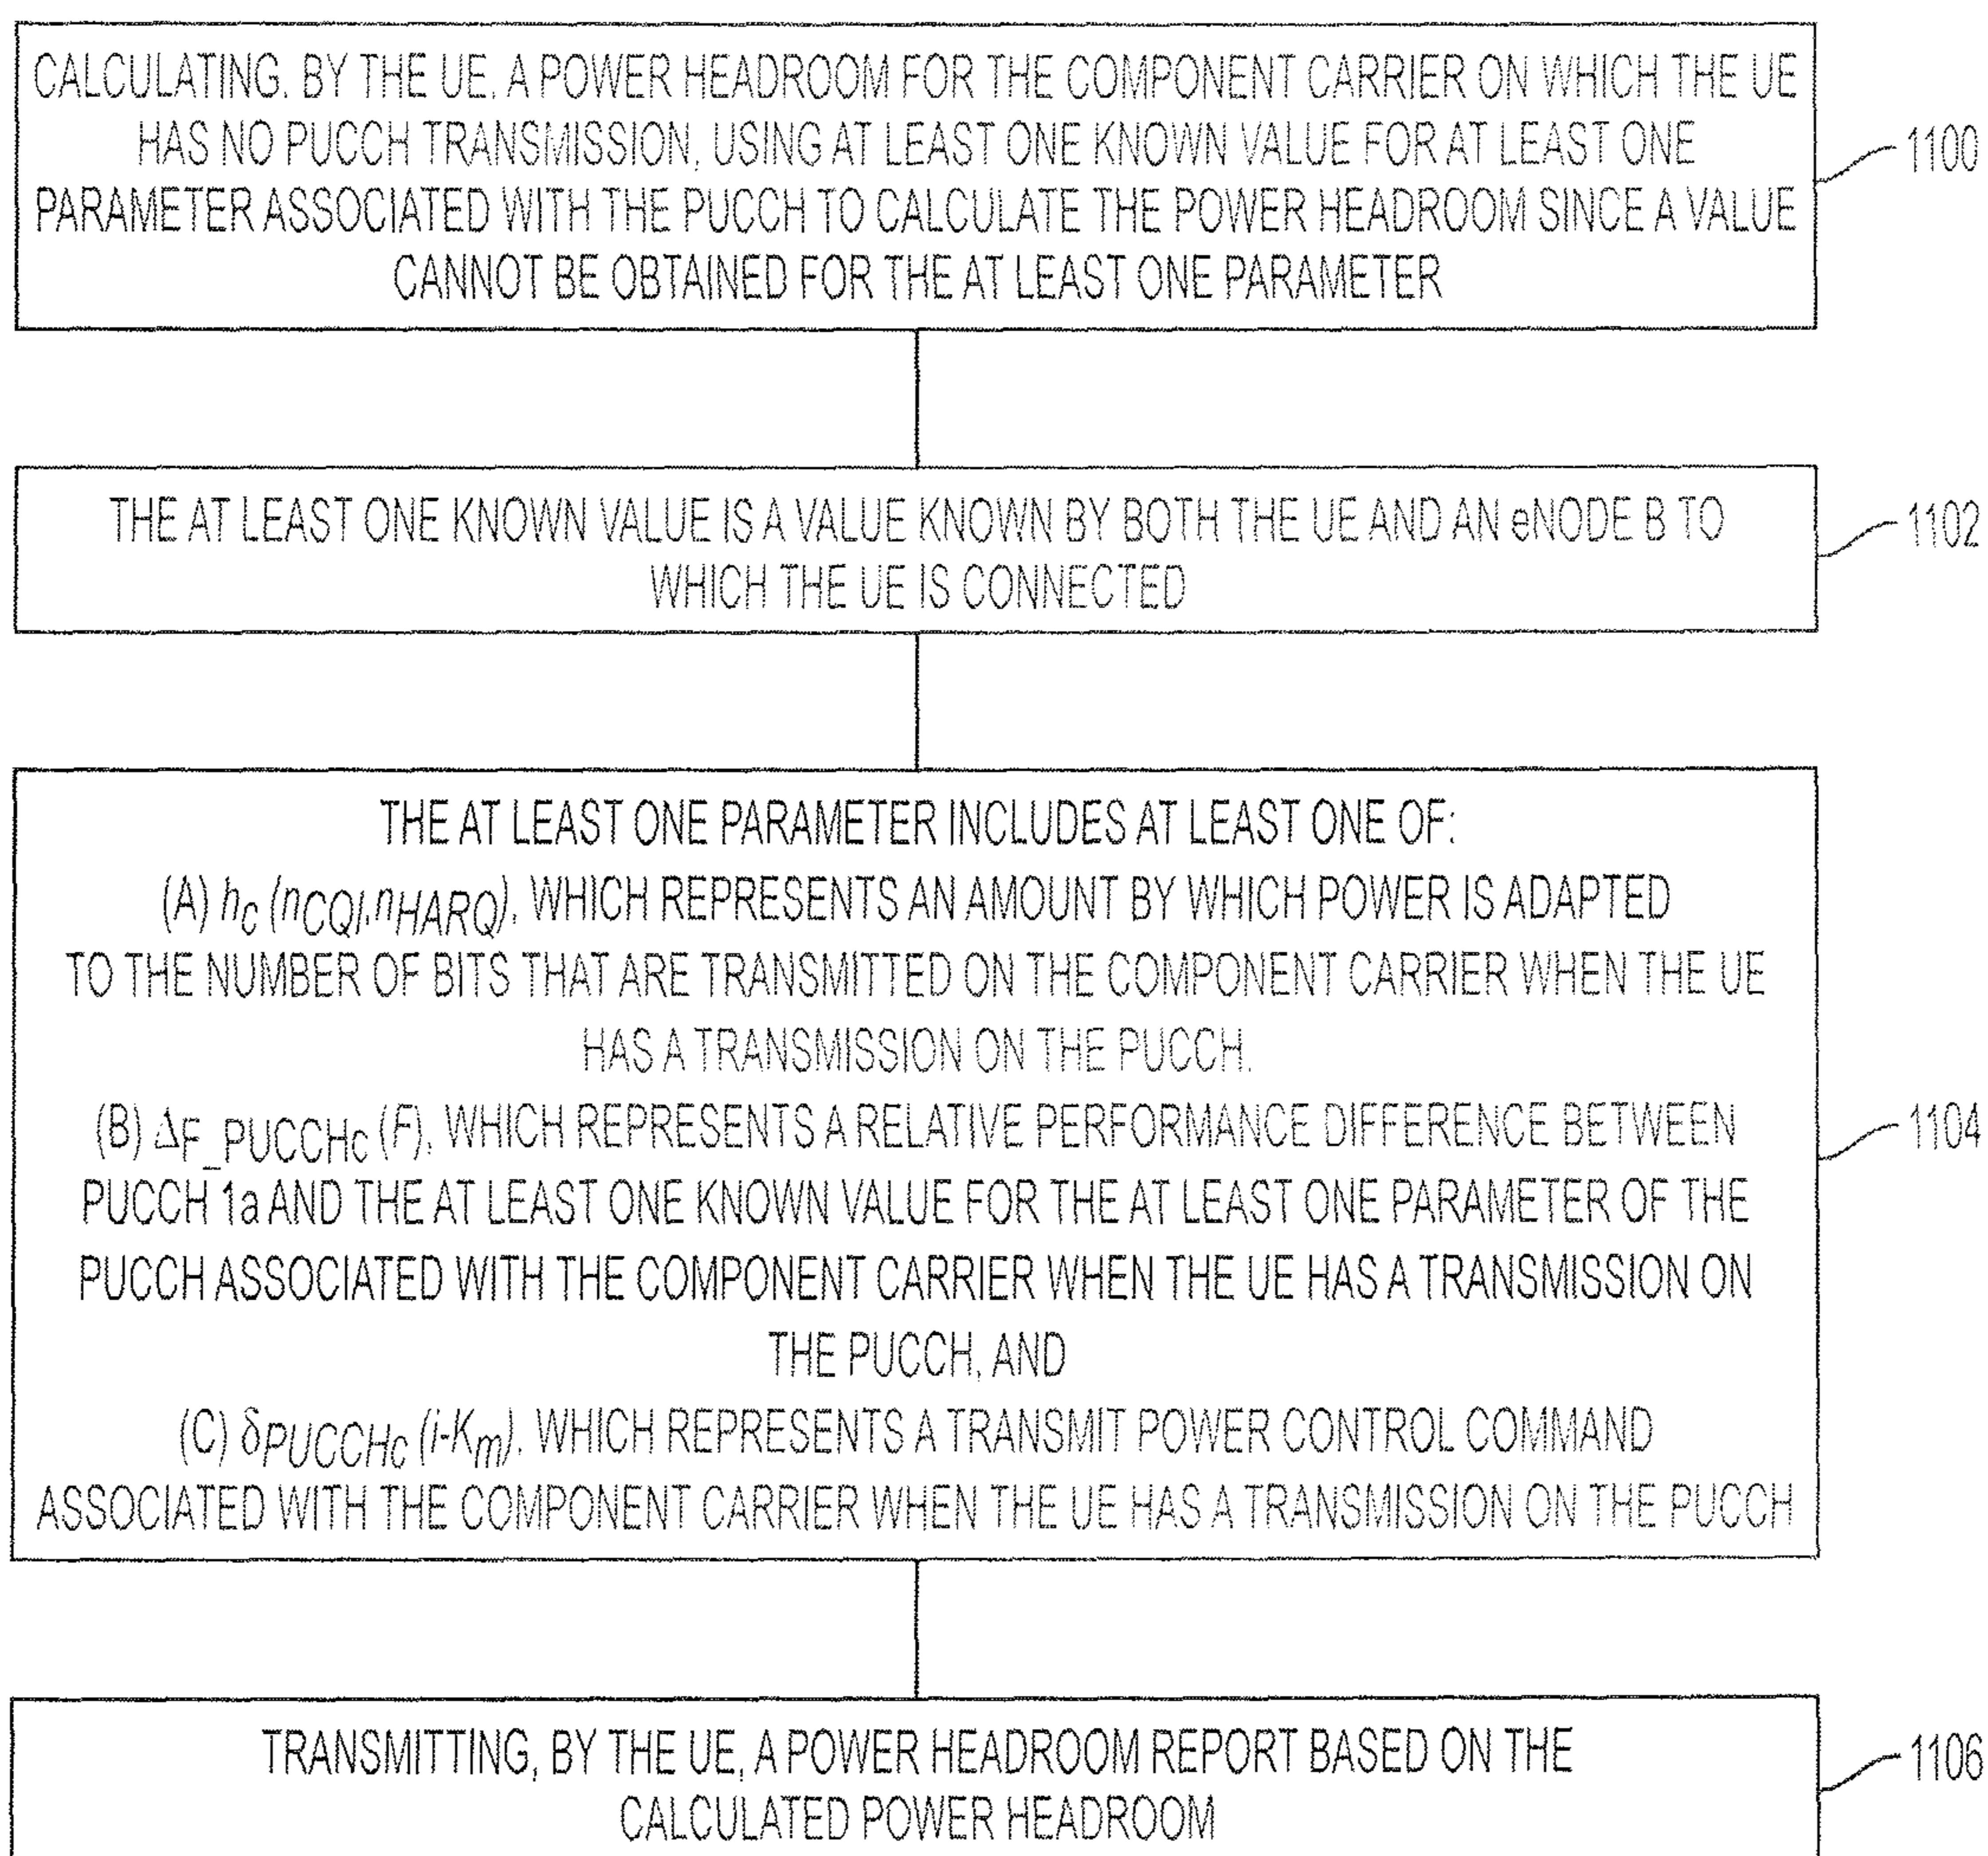 CALCULATING, BY THE UE, A POWER HEADROOM FOR THE COMPONENT CARRIER ON WHICH THE UE
HAS NO PUCCH TRANSMISSION, USING AT LEAST ONE KNOWN VALUE FOR AT LEAST ONE
PARAMETER ASSOCIATED WITH THE PUCCH TO CALCULATE THE POWER HEADROOM SINCE A VALUE
CANNOT BE OBTAINED FOR THE AT LEAST ONE PARAMETER
1100
THE AT LEAST ONE KNOWN VALUE IS A VALUE KNOWN BY BOTH THE UE AND AN eNODE B TO
WHICH THE UE IS CONNECTED
1102
THE AT LEAST ONE PARAMETER INCLUDES AT LEAST ONE OF:
(A) hc (nCQI,nHARQ), WHICH REPRESENTS AN AMOUNT BY WHICH POWER IS ADAPTED
TO THE NUMBER OF BITS THAT ARE TRANSMITTED ON THE COMPONENT CARRIER WHEN THE UE
HAS A TRANSMISSION ON THE PUCCH.
(B) ΔF_PUCCHc (F), WHICH REPRESENTS A RELATIVE PERFORMANCE DIFFERENCE BETWEEN
PUCCH 1a AND THE AT LEAST ONE KNOWN VALUE FOR THE AT LEAST ONE PARAMETER OF THE
PUCCH ASSOCIATED WITH THE COMPONENT CARRIER WHEN THE UE HAS A TRANSMISSION ON
THE PUCCH, AND
(C) δPUCCHc (i-Km), WHICH REPRESENTS A TRANSMIT POWER CONTROL COMMAND
ASSOCIATED WITH THE COMPONENT CARRIER WHEN THE UE HAS A TRANSMISSION ON THE PUCCH
1104
TRANSMITTING, BY THE UE, A POWER HEADROOM REPORT BASED ON THE
CALCULATED POWER HEADROOM
1106